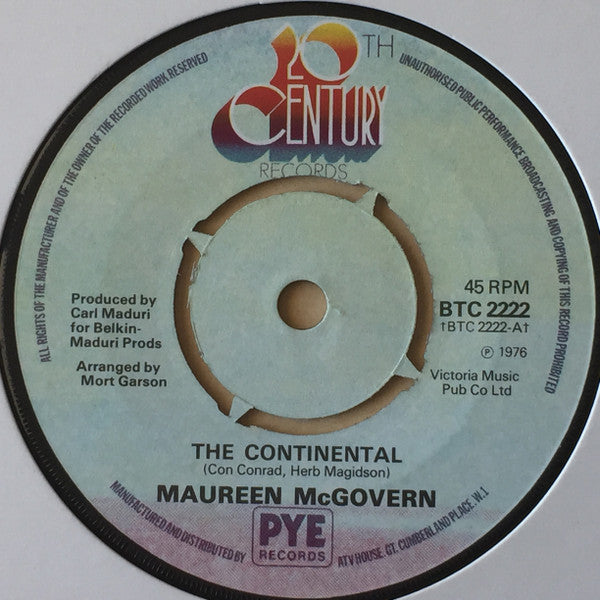 20TH
CENTURY
RECORDS
ALL RIGHTS OF THE MANUFACTURER AND OF THE OWNER OF THE RECORDED WORK RESERVED
UNAUTHORISED PUBLIC PERFORMANCE BROADCASTING AND COPYING OF THIS RECORD PROHIBITED
Produced by
Carl Maduri
for Belkin-
Maduri Prods
Arranged by
Mort Garson
45 RPM
BTC 2222
†BTC 2222-A†
℗ 1976
Victoria Music
Pub Co Ltd
THE CONTINENTAL
(Con Conrad, Herb Magidson)
MAUREEN McGOVERN
MANUFACTURED AND DISTRIBUTED BY
PYE
RECORDS
ATV HOUSE. GT. CUMBERLAND PLACE. W.1